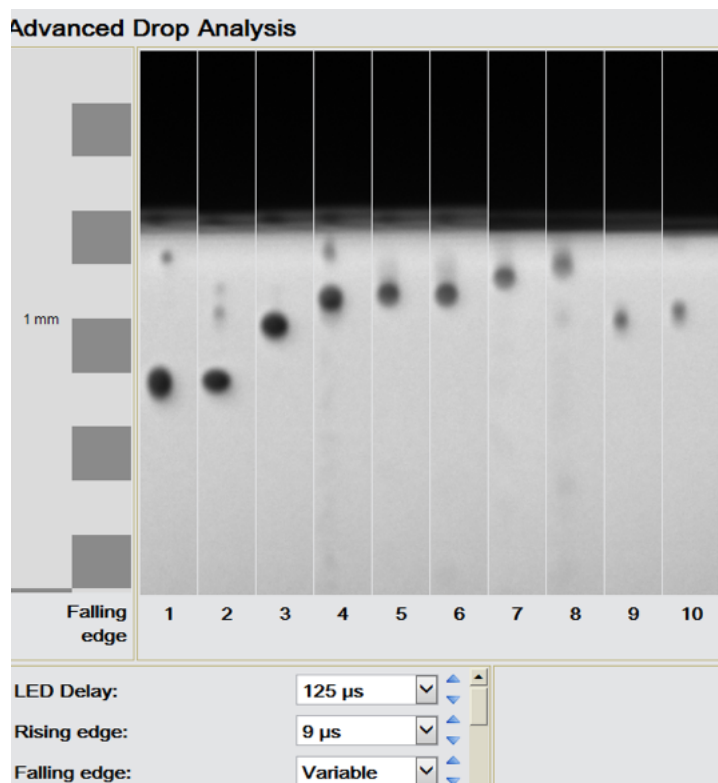 Advanced Drop Analysis
1 mm
Falling edge
1 2 3 4 5 6 7 8 9 10
LED Delay: 125 µs
Rising edge: 9 µs
Falling edge: Variable